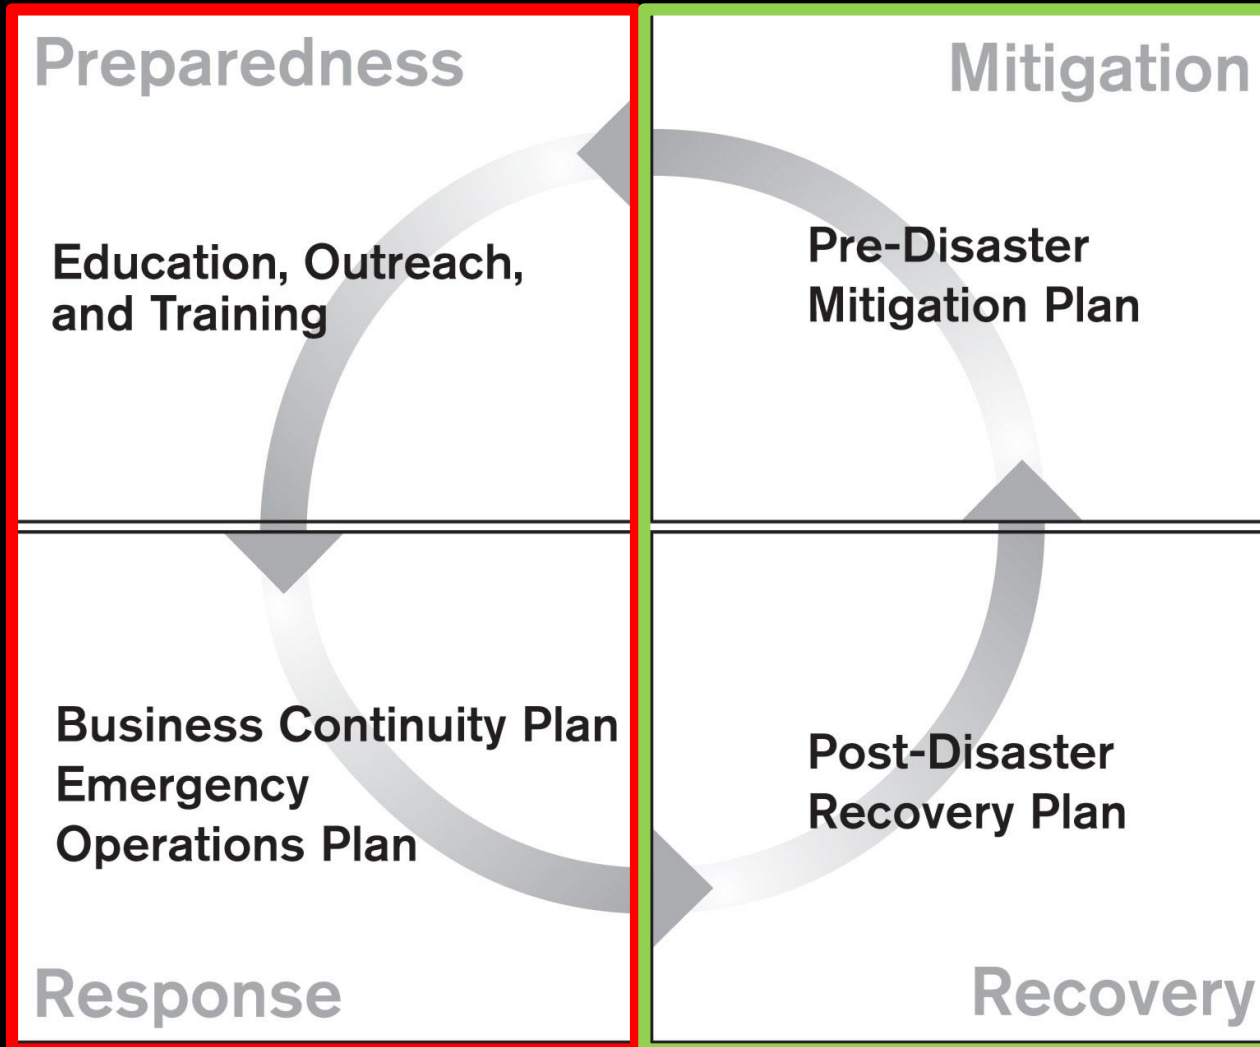 Preparedness
Education, Outreach,
and Training
Mitigation
Pre-Disaster
Mitigation Plan
Business Continuity Plan
Emergency
Operations Plan
Response
Post-Disaster
Recovery Plan
Recovery